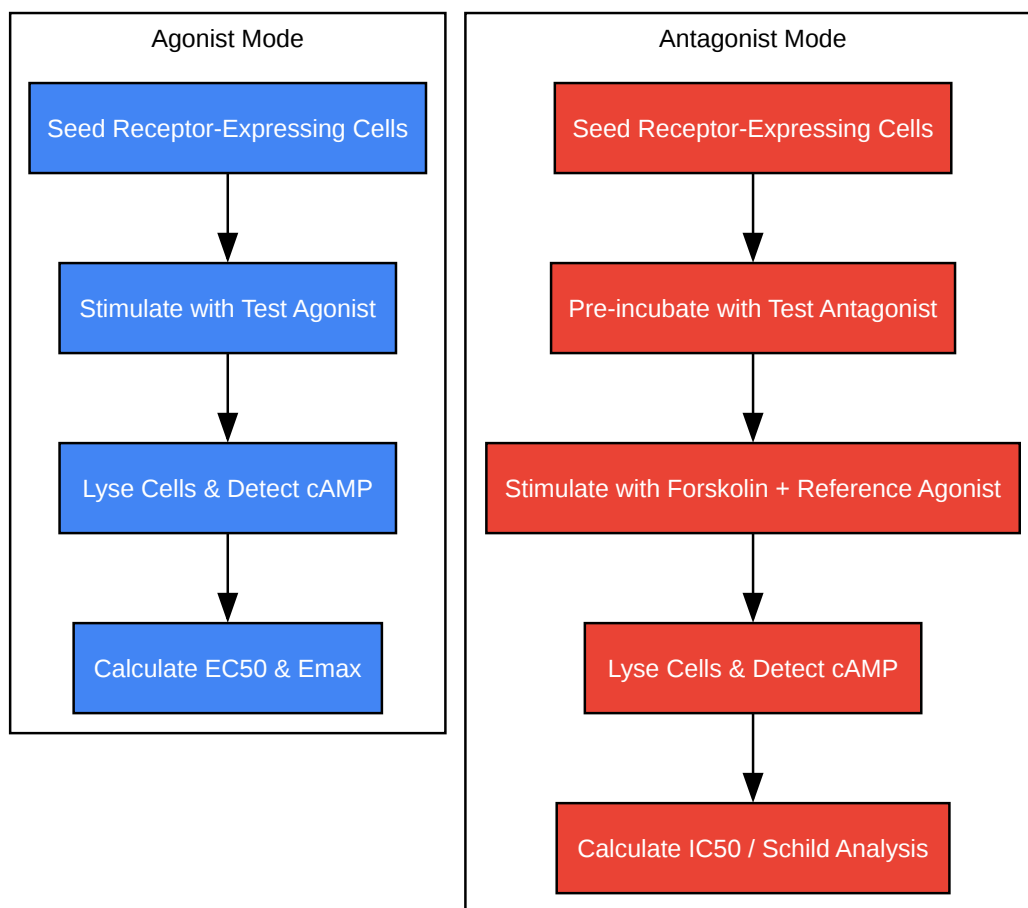 Agonist Mode
Seed Receptor-Expressing Cells
Stimulate with Test Agonist
Lyse Cells & Detect cAMP
Calculate EC50 & Emax
Antagonist Mode
Seed Receptor-Expressing Cells
Pre-incubate with Test Antagonist
Stimulate with Forskolin + Reference Agonist
Lyse Cells & Detect cAMP
Calculate IC50 / Schild Analysis